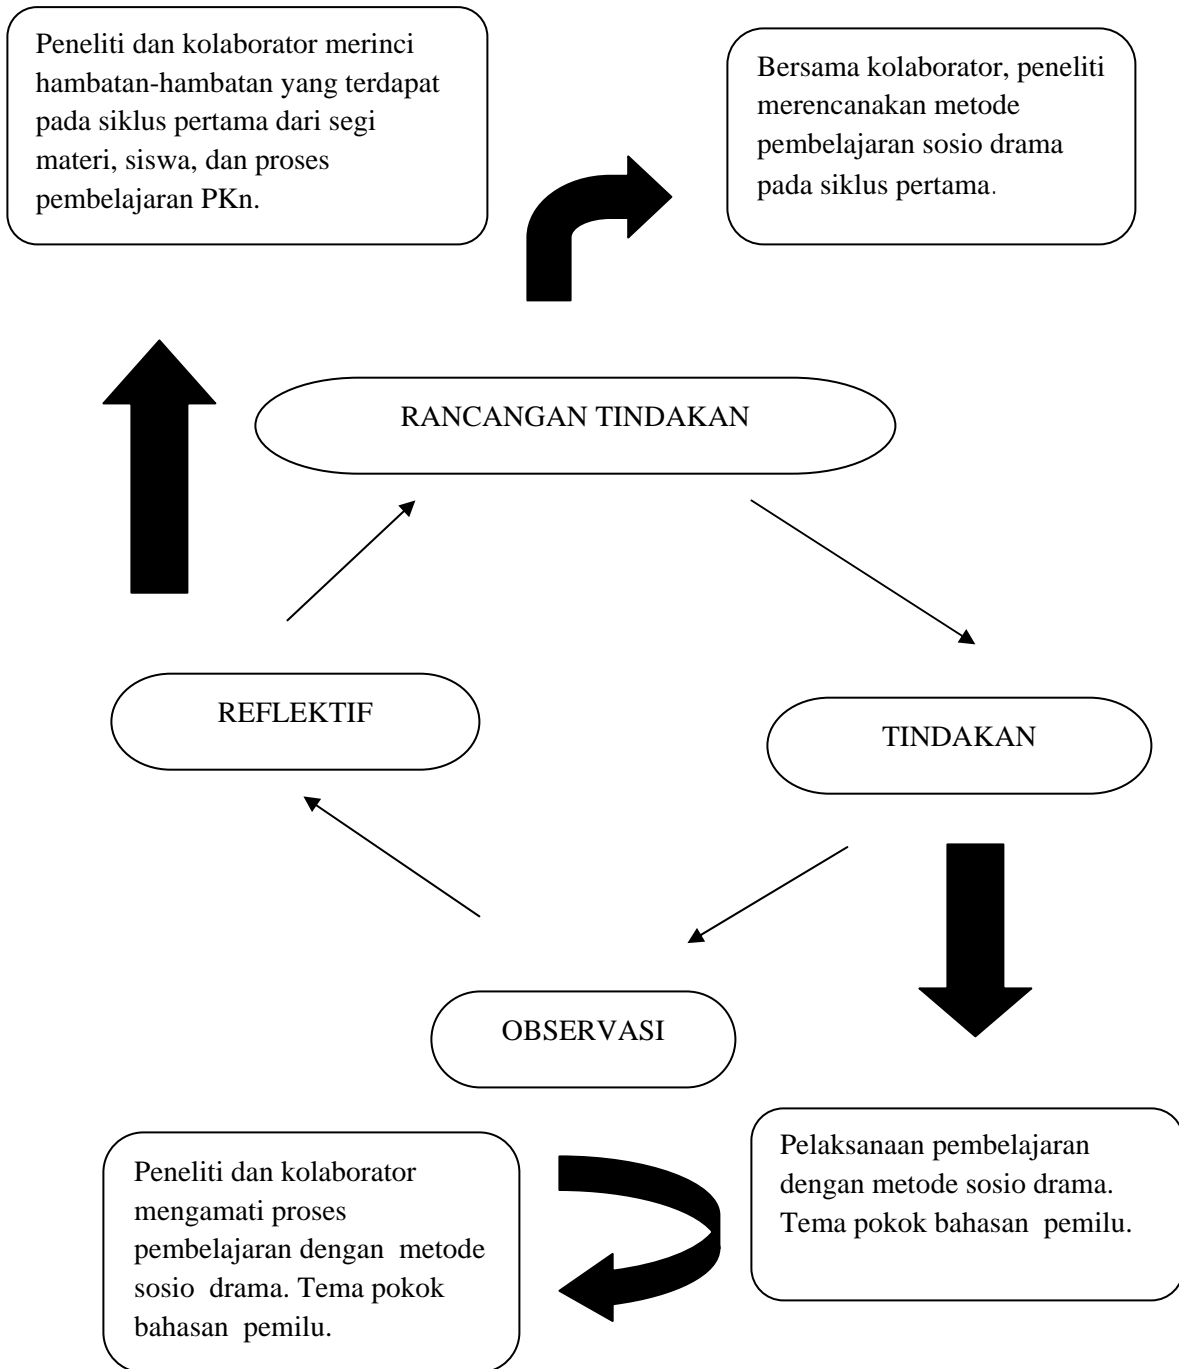 Peneliti dan kolaborator merinci
hambatan-hambatan yang terdapat
pada siklus pertama dari segi
materi, siswa, dan proses
pembelajaran PKn.
Bersama kolaborator, peneliti
merencanakan metode
pembelajaran sosio drama
pada siklus pertama.
RANCANGAN TINDAKAN
REFLEKTIF
TINDAKAN
OBSERVASI
Peneliti dan kolaborator
mengamati proses
pembelajaran dengan metode
sosio drama. Tema pokok
bahasan pemilu.
Pelaksanaan pembelajaran
dengan metode sosio drama.
Tema pokok bahasan pemilu.